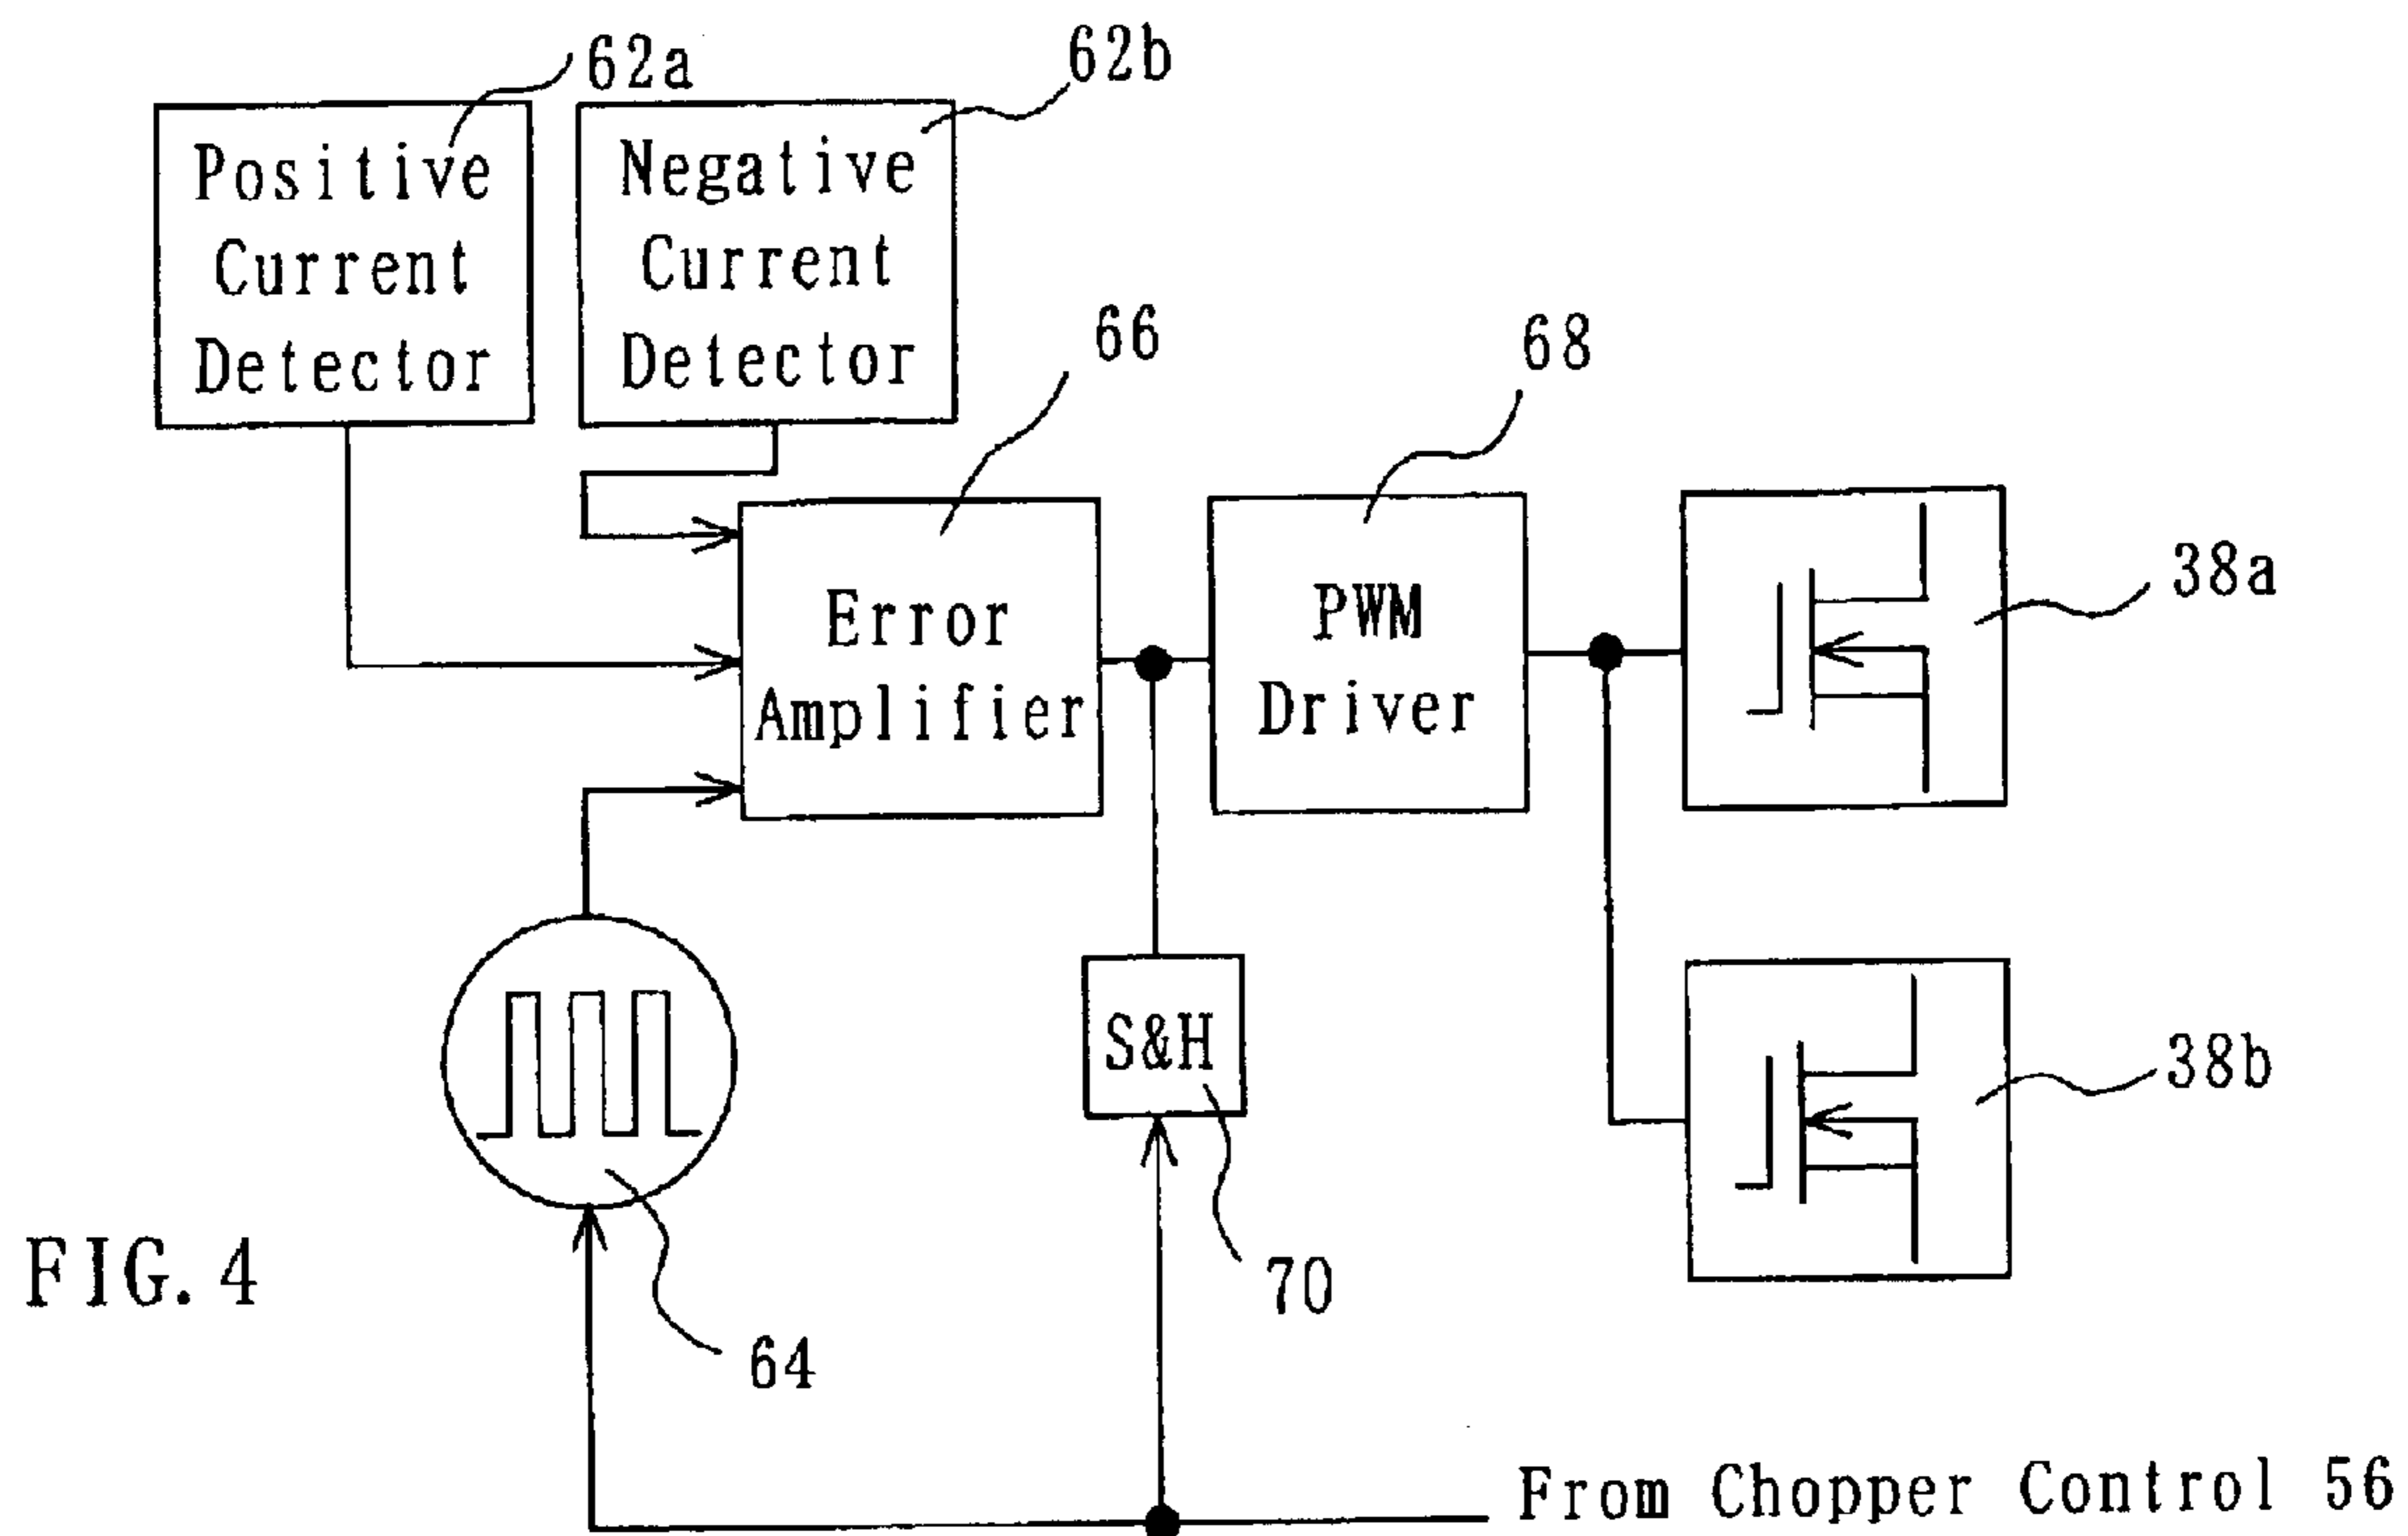 62a
62b
Positive
Current
Detector
Negative
Current
Detector
66
68
Error
Amplifier
PWM
Driver
38a
S&H
38b
70
FIG. 4
64
From Chopper Control 56